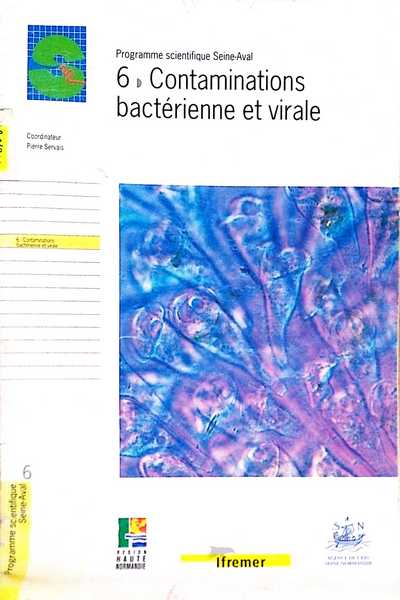 Programme scientifique Seine-Aval
6 Contaminations
bactérienne et virale
Coordinateur
Pierre Servais
6. Contaminations
bactérienne et virale
6
Programme scientifique
Seine-Aval
RÉGION
HAUTE
NORMANDIE
Ifremer
S N
AGENCE DE L'EAU
SEINE-NORMANDIE